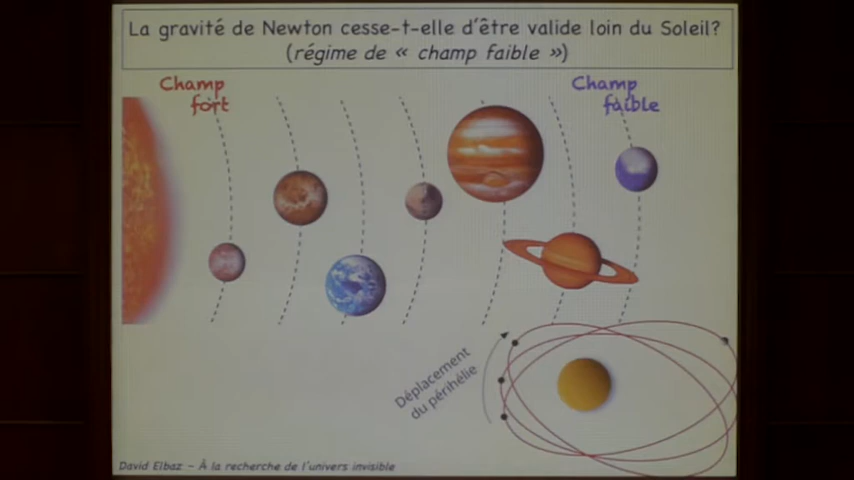 La gravité de Newton cesse-t-elle d'être valide loin du Soleil?
(régime de « champ faible »)
Champ
fort
Champ
faible
Déplacement
du périhélie
David Elbaz - À la recherche de l'univers invisible